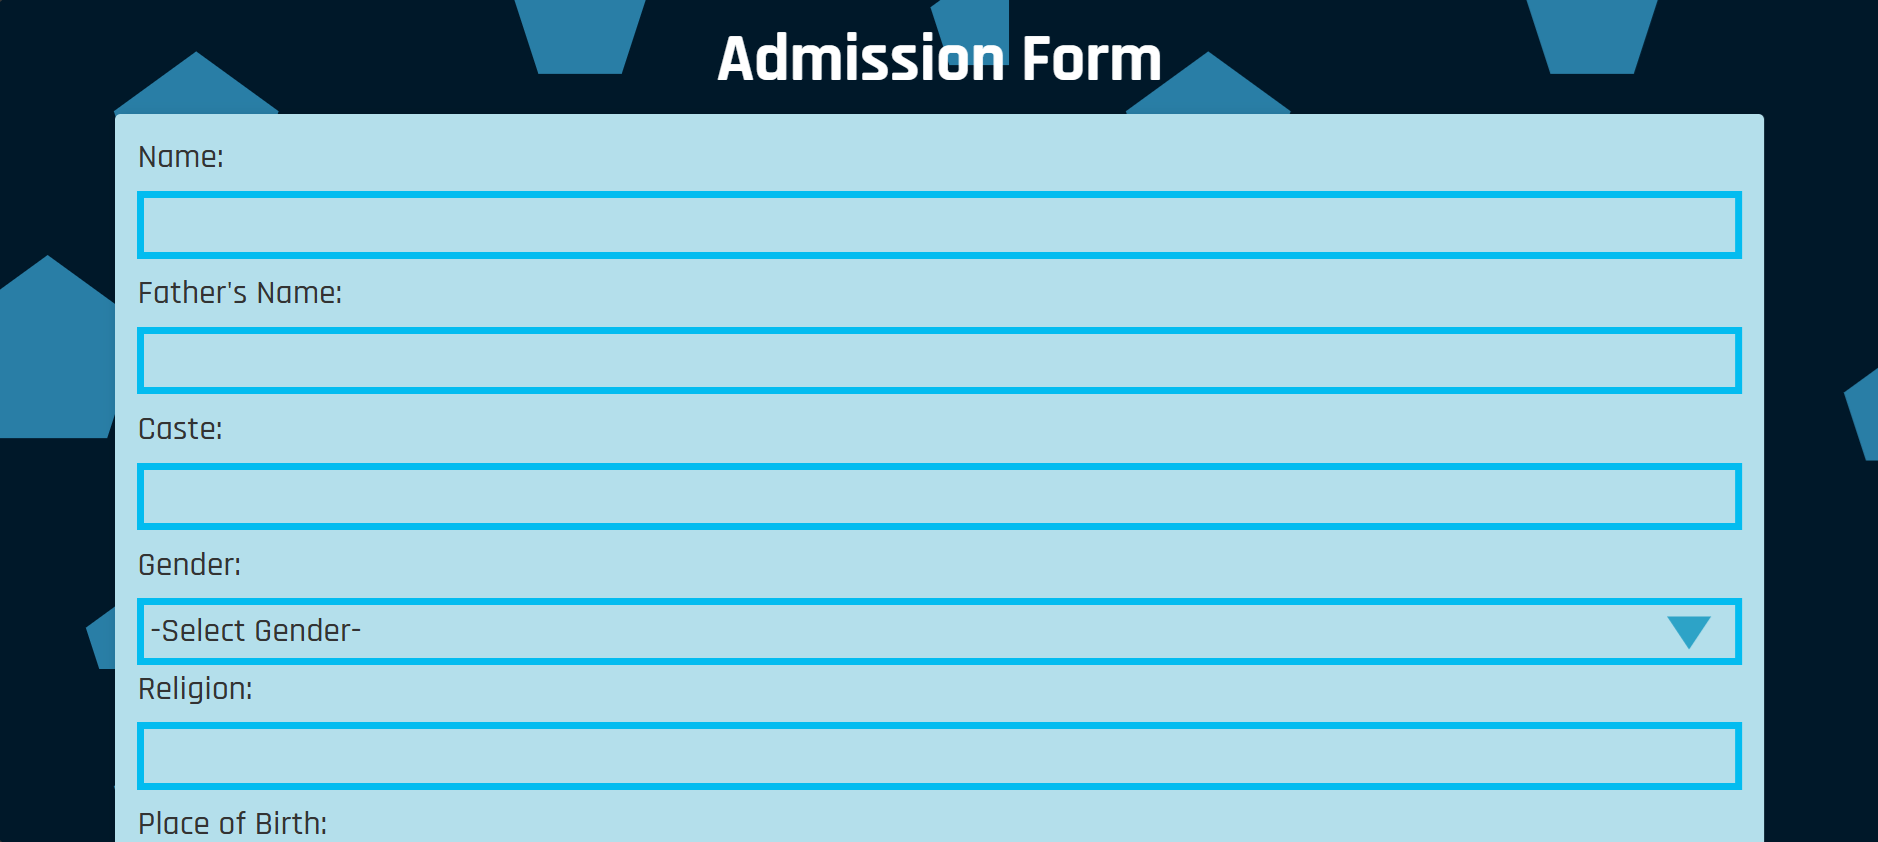 Admission Form
Name:
Father's Name:
Caste:
Gender:
-Select Gender-
Religion:
Place of Birth: